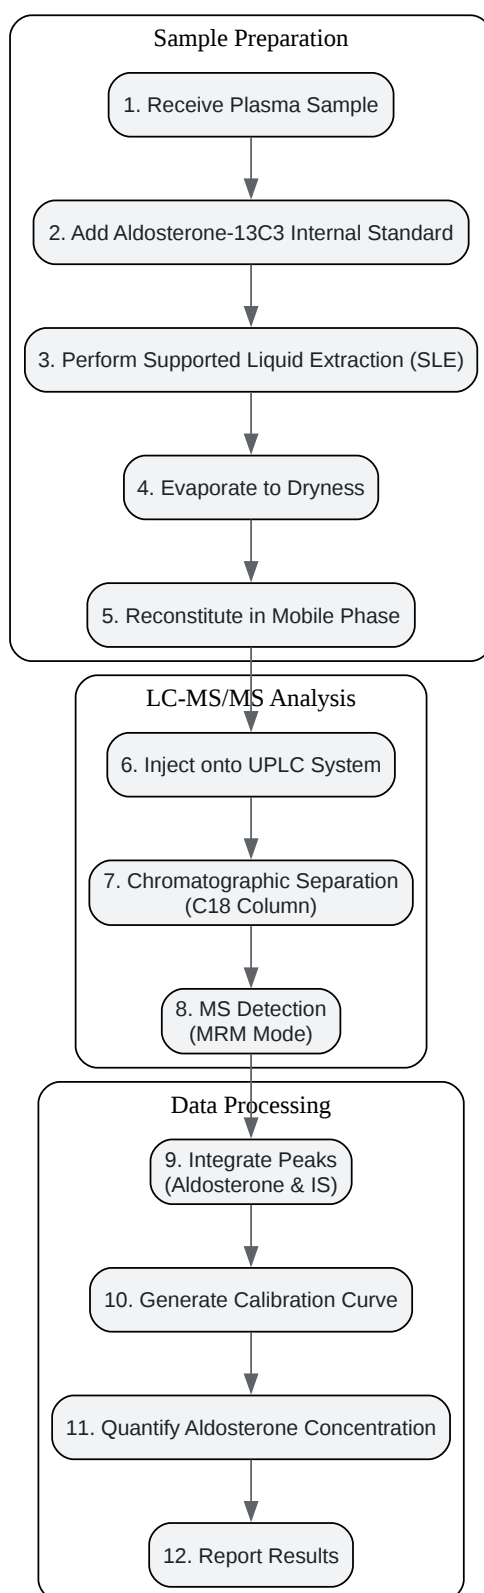 Sample Preparation
1. Receive Plasma Sample
2. Add Aldosterone-13C3 Internal Standard
3. Perform Supported Liquid Extraction (SLE)
4. Evaporate to Dryness
5. Reconstitute in Mobile Phase
LC-MS/MS Analysis
6. Inject onto UPLC System
7. Chromatographic Separation
(C18 Column)
8. MS Detection
(MRM Mode)
Data Processing
9. Integrate Peaks
(Aldosterone & IS)
10. Generate Calibration Curve
11. Quantify Aldosterone Concentration
12. Report Results